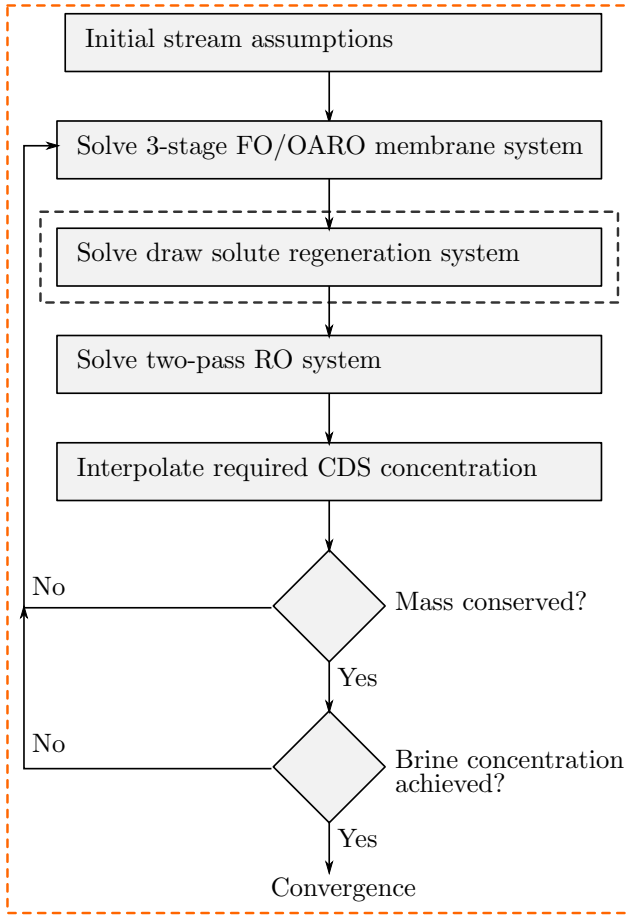 Initial stream assumptions
Solve 3-stage FO/OARO membrane system
Solve draw solute regeneration system
Solve two-pass RO system
Interpolate required CDS concentration
No
Mass conserved?
Yes
No
Brine concentration
achieved?
Yes
Convergence